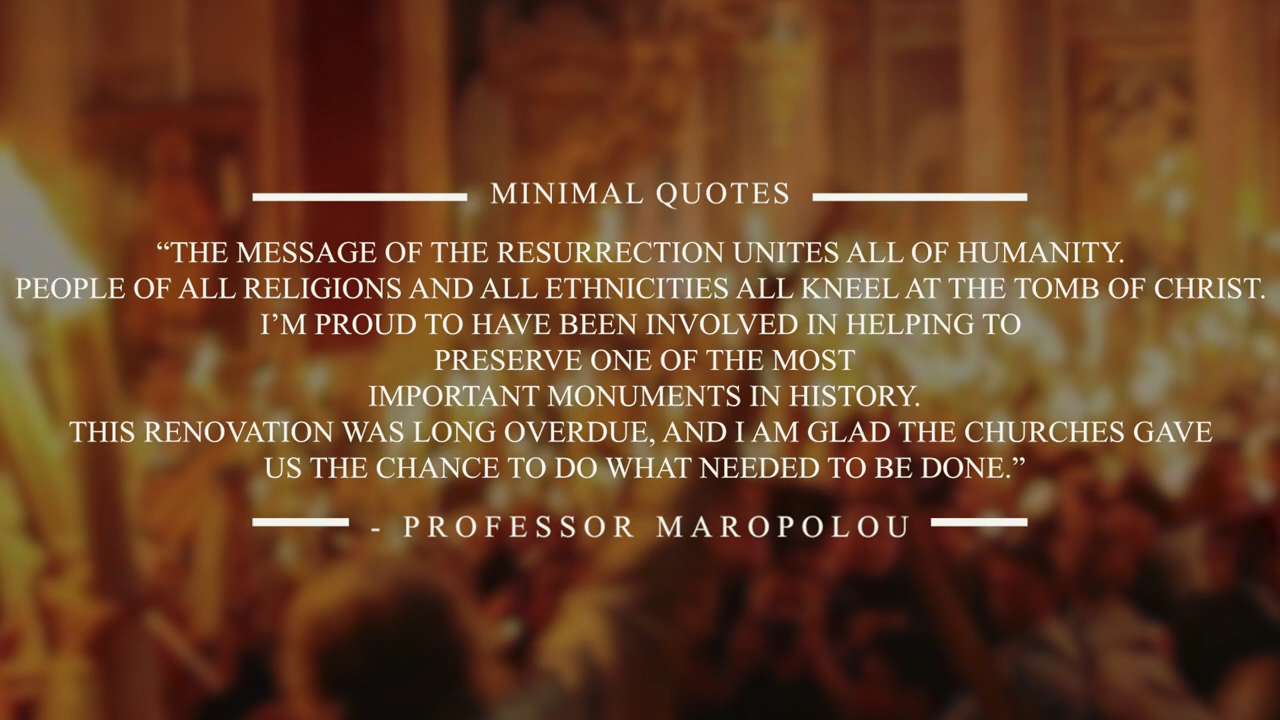 MINIMAL QUOTES
“THE MESSAGE OF THE RESURRECTION UNITES ALL OF HUMANITY.
PEOPLE OF ALL RELIGIONS AND ALL ETHNICITIES ALL KNEEL AT THE TOMB OF CHRIST.
I’M PROUD TO HAVE BEEN INVOLVED IN HELPING TO
PRESERVE ONE OF THE MOST
IMPORTANT MONUMENTS IN HISTORY.
THIS RENOVATION WAS LONG OVERDUE, AND I AM GLAD THE CHURCHES GAVE
US THE CHANCE TO DO WHAT NEEDED TO BE DONE.”
- PROFESSOR MAROPOLOU